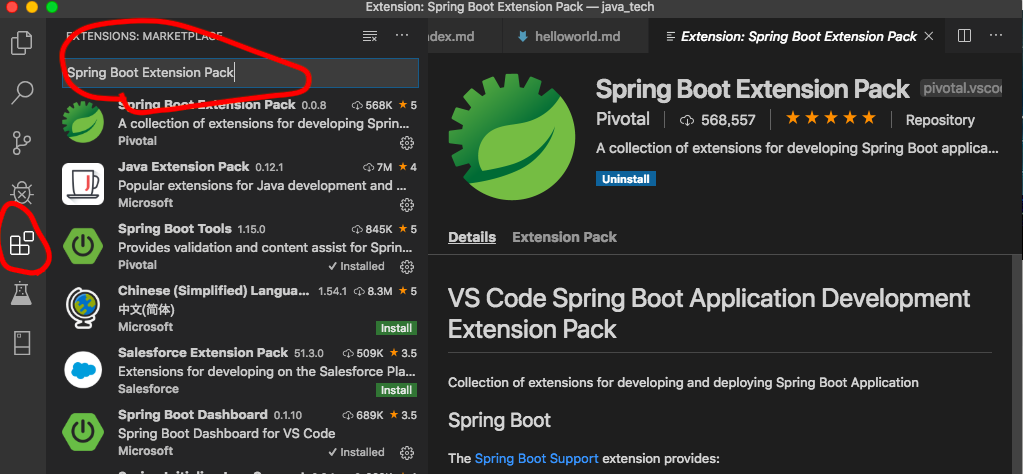 Extension: Spring Boot Extension Pack — java_tech
EXTENSIONS: MARKETPLACE
Spring Boot Extension Pack
Spring Boot Extension Pack 0.0.8 568K ★ 5
A collection of extensions for developing Sprin...
Pivotal
Java Extension Pack 0.12.1 7M ★ 4
Popular extensions for Java development and ...
Microsoft
Spring Boot Tools 1.15.0 845K ★ 5
Provides validation and content assist for Sprin...
Pivotal ✓ Installed
Chinese (Simplified) Langua... 1.54.1 8.3M ★ 5
中文(简体)
Microsoft Install
Salesforce Extension Pack 51.3.0 509K ★ 3.5
Extensions for developing on the Salesforce Pla...
Salesforce Install
Spring Boot Dashboard 0.1.10 689K ★ 3.5
Spring Boot Dashboard for VS Code
Microsoft ✓ Installed
ndex.md helloworld.md Extension: Spring Boot Extension Pack
Spring Boot Extension Pack pivotal.vscod
Pivotal 568,557 ★★★★★ Repository
A collection of extensions for developing Spring Boot applica...
Uninstall
Details Extension Pack
VS Code Spring Boot Application Development
Extension Pack
Collection of extensions for developing and deploying Spring Boot Application
Spring Boot
The Spring Boot Support extension provides: